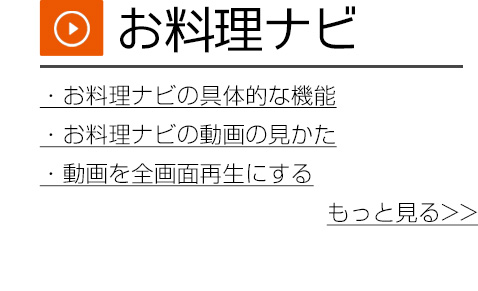 お料理ナビ
・お料理ナビの具体的な機能
・お料理ナビの動画の見かた
・動画を全画面再生にする
もっと見る>>